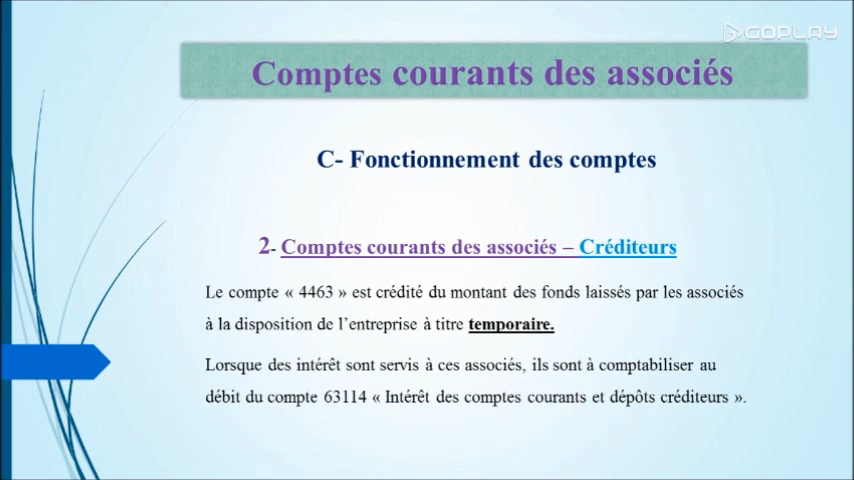 GOPLAY
Comptes courants des associés
C- Fonctionnement des comptes
2- Comptes courants des associés – Créditeurs
Le compte « 4463 » est crédité du montant des fonds laissés par les associés
à la disposition de l’entreprise à titre temporaire.
Lorsque des intérêt sont servis à ces associés, ils sont à comptabiliser au
débit du compte 63114 « Intérêt des comptes courants et dépôts créditeurs ».